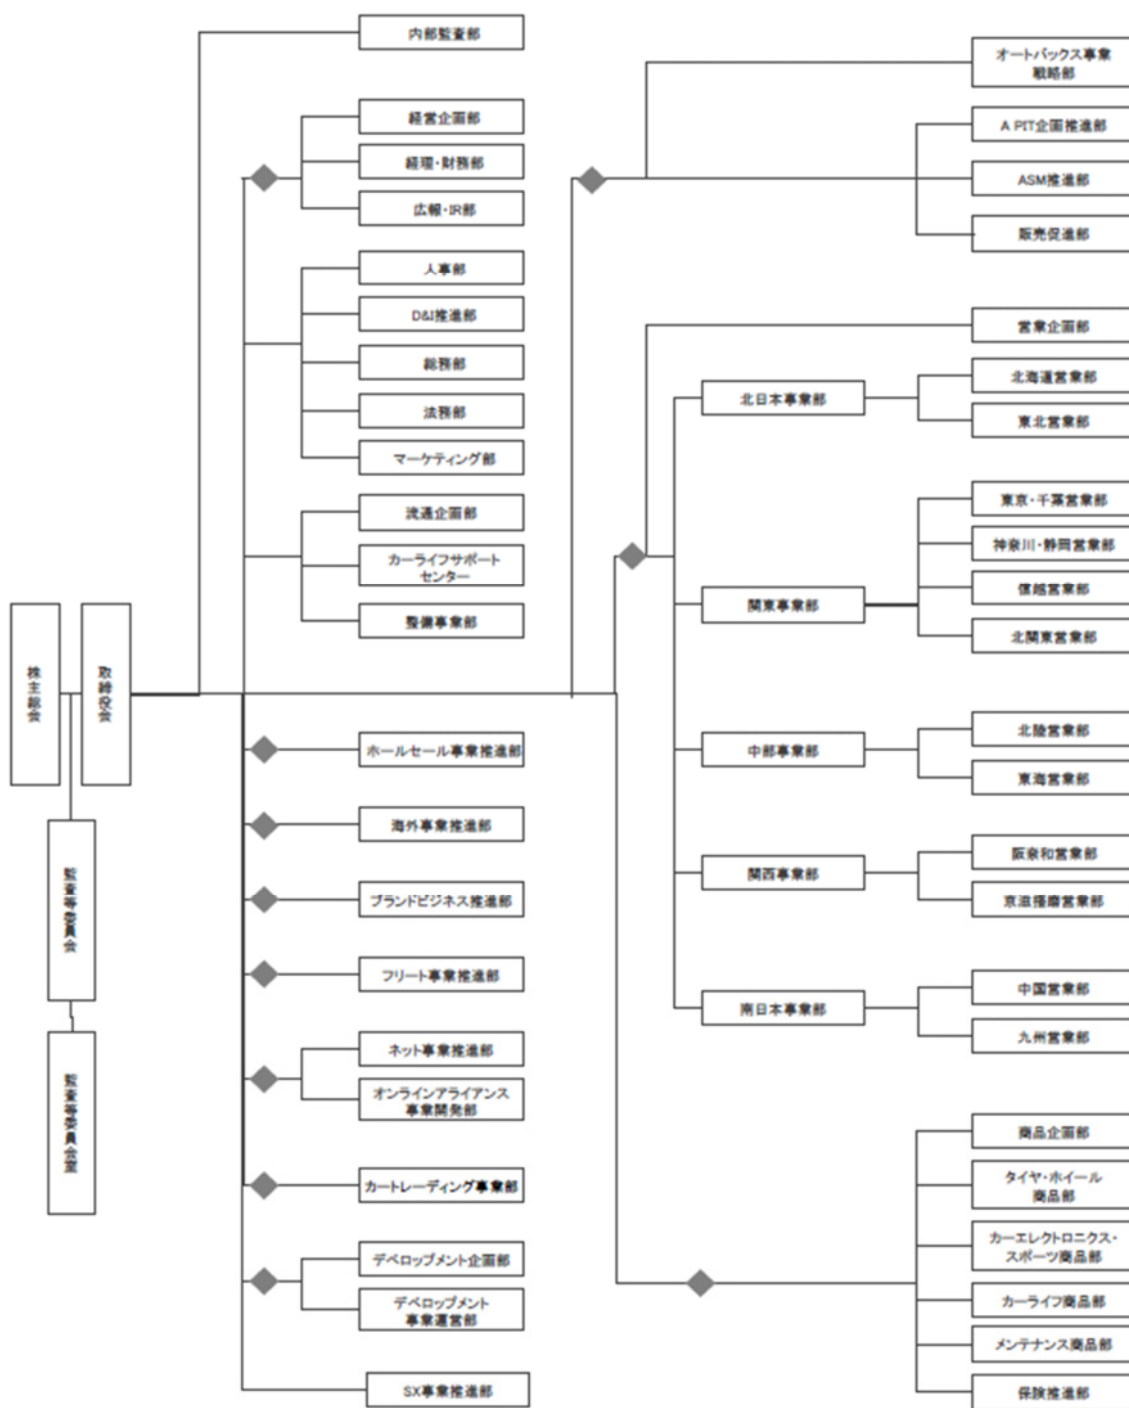 株主総会
取締役会
監査等委員会
監査等委員会室
内部監査部
経営企画部
経理・財務部
広報・IR部
人事部
D&I推進部
総務部
法務部
マーケティング部
流通企画部
カーライフサポート
センター
整備事業部
ホールセール事業推進部
海外事業推進部
ブランドビジネス推進部
フリート事業推進部
ネット事業推進部
オンラインアライアンス
事業開発部
カートレーディング事業部
デベロップメント企画部
デベロップメント
事業運営部
SX事業推進部
オートバックス事業
戦略部
A PIT企画推進部
ASM推進部
販売促進部
営業企画部
北日本事業部
北海道営業部
東北営業部
関東事業部
東京・千葉営業部
神奈川・静岡営業部
信越営業部
北関東営業部
中部事業部
北陸営業部
東海営業部
関西事業部
阪奈和営業部
京滋播磨営業部
南日本事業部
中国営業部
九州営業部
商品企画部
タイヤ・ホイール
商品部
カーエレクトロニクス・
スポーツ商品部
カーライフ商品部
メンテナンス商品部
保険推進部